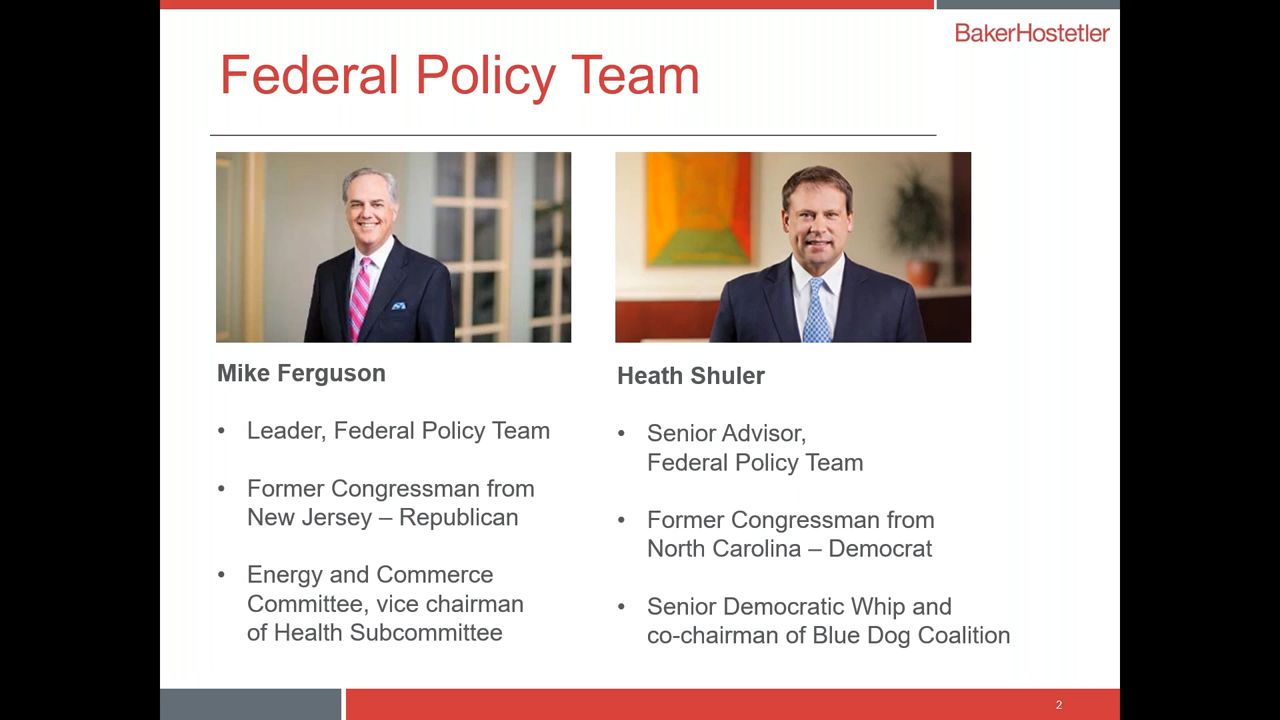 BakerHostetler
Federal Policy Team
Mike Ferguson
• Leader, Federal Policy Team
• Former Congressman from
New Jersey – Republican
• Energy and Commerce
Committee, vice chairman
of Health Subcommittee
Heath Shuler
• Senior Advisor,
Federal Policy Team
• Former Congressman from
North Carolina – Democrat
• Senior Democratic Whip and
co-chairman of Blue Dog Coalition
2